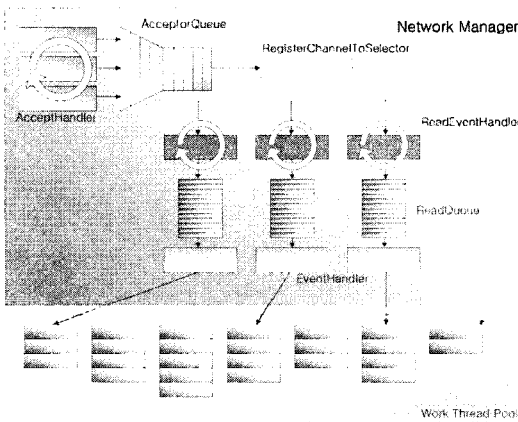 AcceptorQueue
Network Manager
RegisterChannelToSelector
AcceptHandler
ReadEventHandler
ReadQueue
EventHandler
Work Thread Pool